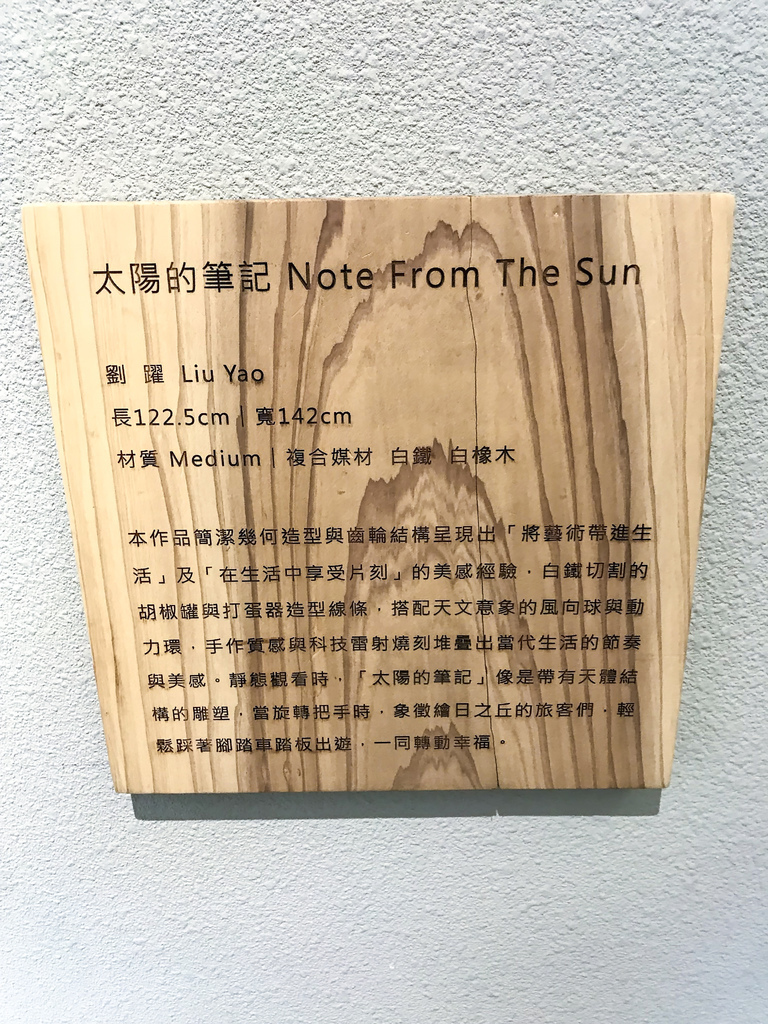 太陽的筆記 Note From The Sun
劉 躍 Liu Yao
長122.5cm｜寬142cm
材質 Medium｜複合媒材 白鐵 白橡木
本作品簡潔幾何造型與齒輪結構呈現出「將藝術帶進生
活」及「在生活中享受片刻」的美感經驗，白鐵切割的
胡椒罐與打蛋器造型線條，搭配天文意象的風向球與動
力環，手作質感與科技雷射燒刻堆疊出當代生活的節奏
與美感。靜態觀看時，「太陽的筆記」像是帶有天體結
構的雕塑，當旋轉把手時，象徵繪日之丘的旅客們，輕
鬆踩著腳踏車踏板出遊，一同轉動幸福。